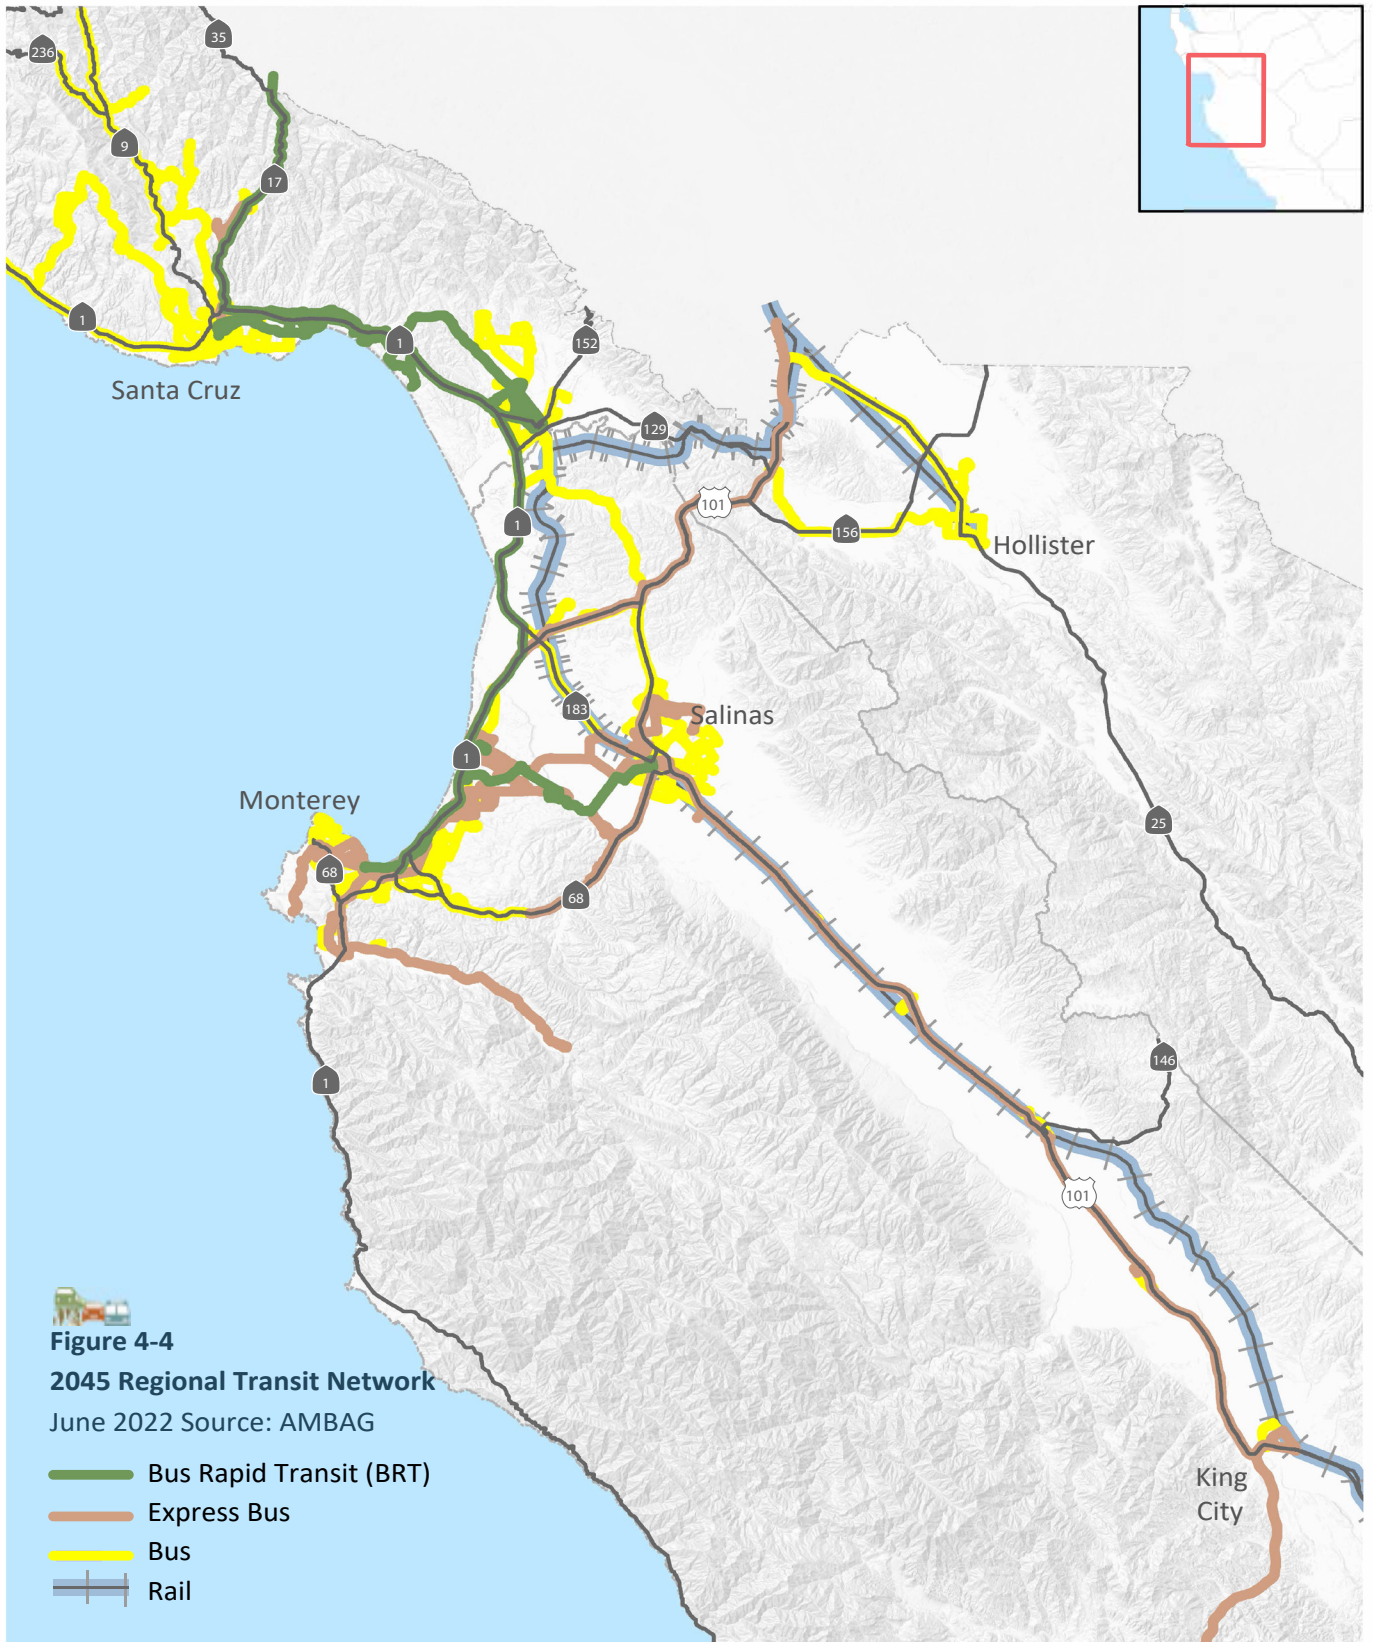 35
236
9
17
1
Santa Cruz
1
152
129
101
1
156
Hollister
183
Salinas
1
Monterey
68
68
25
146
1
101
Figure 4-4
2045 Regional Transit Network
June 2022 Source: AMBAG
Bus Rapid Transit (BRT)
Express Bus
Bus
Rail
King
City